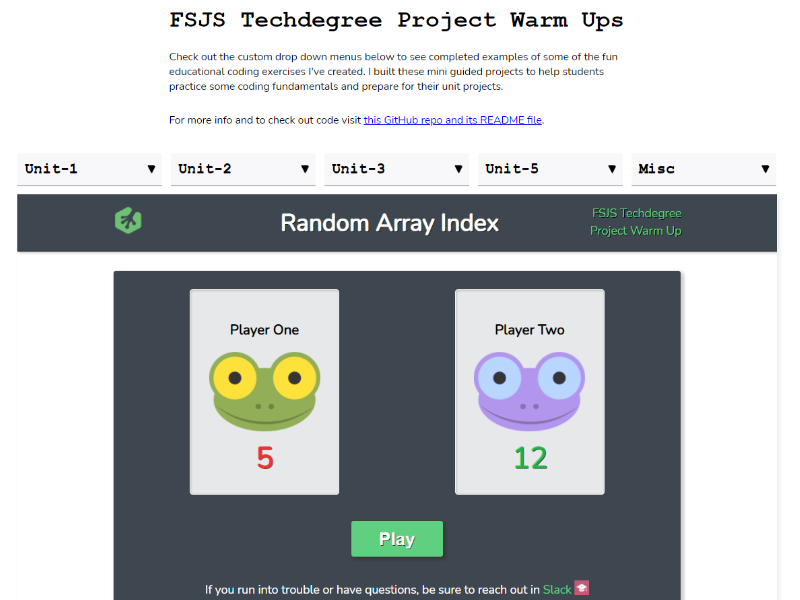 FSJS Techdegree Project Warm Ups
Check out the custom drop down menus below to see completed examples of some of the fun
educational coding exercises I've created. I built these mini guided projects to help students
practice some coding fundamentals and prepare for their unit projects.
For more info and to check out code visit this GitHub repo and its README file.
Unit-1 ▼ Unit-2 ▼ Unit-3 ▼ Unit-5 ▼ Misc ▼
Random Array Index
FSJS Techdegree
Project Warm Up
Player One
5
Player Two
12
Play
If you run into trouble or have questions, be sure to reach out in Slack